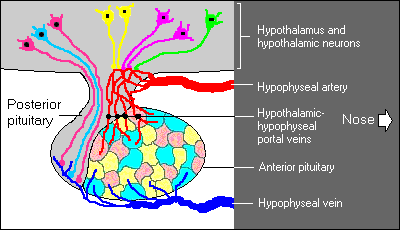 Hypothalamus and
hypothalamic neurons
Hypophyseal artery
Posterior
pituitary
Hypothalamic-
hypophyseal
portal veins
Nose
Anterior pituitary
Hypophyseal vein